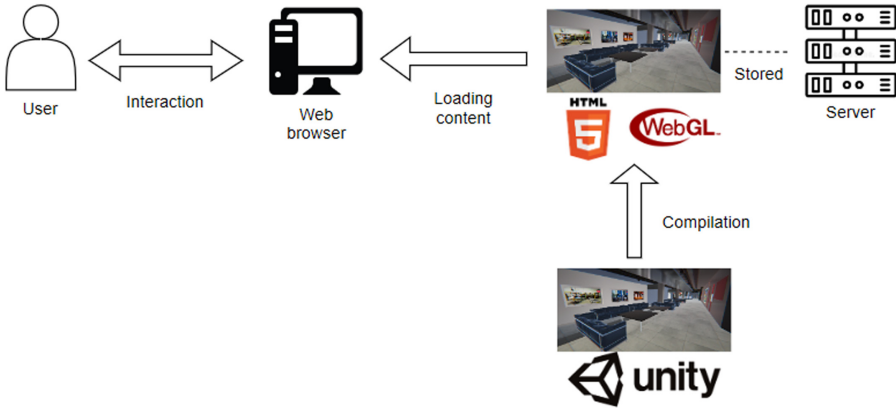 User
Interaction
Web
browser
Loading
content
HTML
5
WebGL
Stored
Server
Compilation
unity